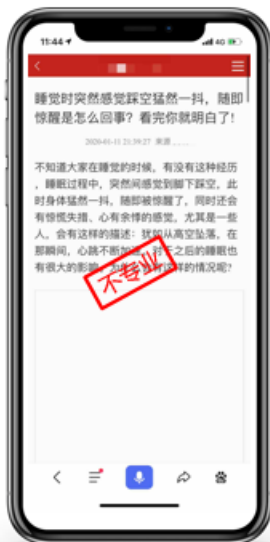 11:44
4G
睡觉时突然感觉踩空猛然一抖，随即
惊醒是怎么回事？看完你就明白了!
2020-01-11 21:39:27 来源
不知道大家在睡觉的时候，有没有这种经历
，睡眠过程中，突然间感觉到脚下踩空，此
时身体猛然一抖，随即被惊醒了，同时还会
有惊慌失措、心有余悸的感觉，尤其是一些
人，会有这样的描述：犹如从高空坠落，在
那瞬间，心跳不断加速，对于之后的睡眠也
有很大的影响，为什么会有这样的情况呢?
不专业